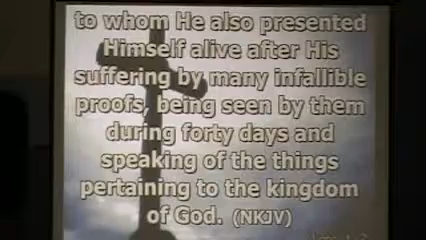 to whom He also presented
Himself alive after His
suffering by many infallible
proofs, being seen by them
during forty days and
speaking of the things
pertaining to the kingdom
of God. (NKJV)